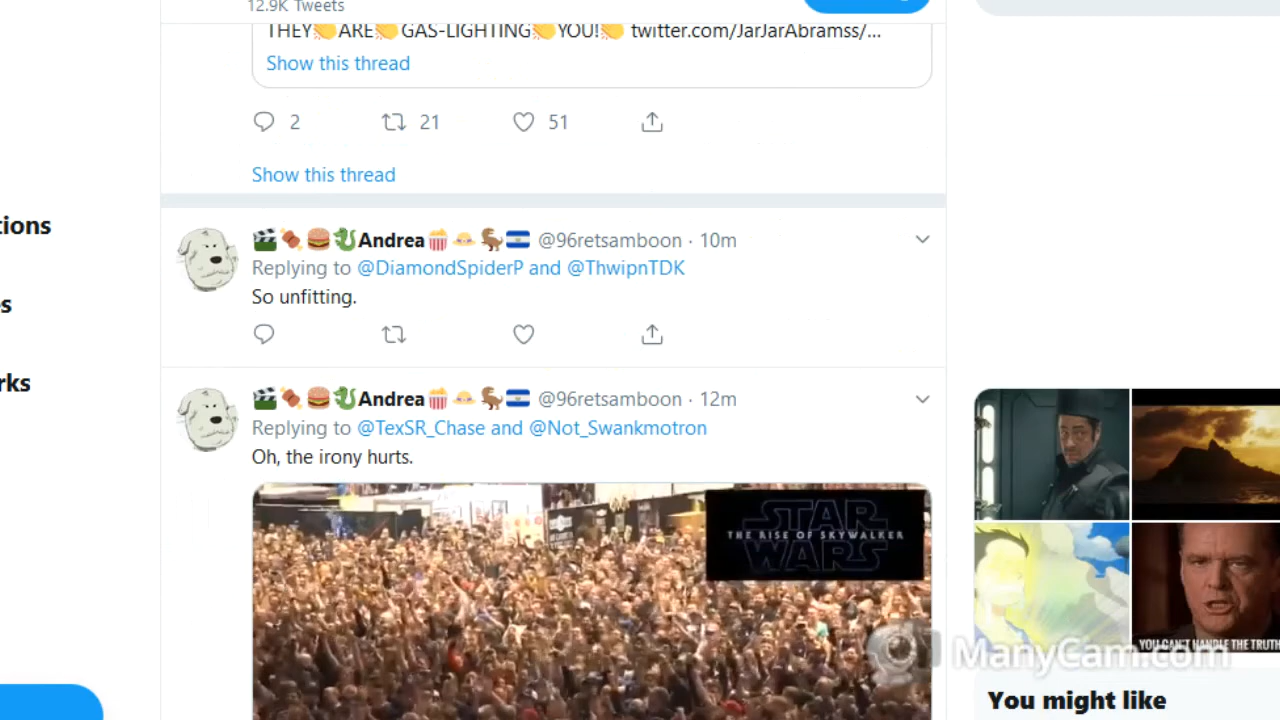 12.9K Tweets
THEY👏ARE👏GAS-LIGHTING👏YOU!👏 twitter.com/JarJarAbramss/...
Show this thread
2 21 51
Show this thread
tions
Andrea @96retsamboon · 10m
Replying to @DiamondSpiderP and @ThwipnTDK
So unfitting.
s
rks
Andrea @96retsamboon · 12m
Replying to @TexSR_Chase and @Not_Swankmotron
Oh, the irony hurts.
STAR
THE RISE OF SKYWALKER
WARS
YOU CAN'T HANDLE THE TRUTH
ManyCam.com
You might like